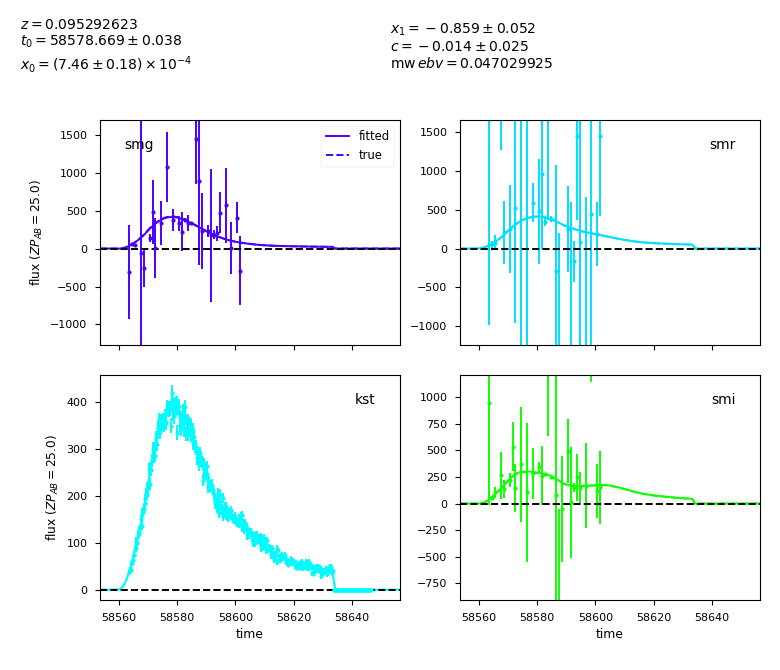 z = 0.095292623
t₀ = 58578.669 ± 0.038
x₀ = (7.46 ± 0.18) × 10⁻⁴
x₁ = −0.859 ± 0.052
c = −0.014 ± 0.025
mw ebv = 0.047029925
smg
fitted
true
1500
1000
500
0
−500
−1000
flux (ZP_AB = 25.0)
smr
1500
1000
500
0
−500
−1000
kst
400
300
200
100
0
flux (ZP_AB = 25.0)
58560 58580 58600 58620 58640
time
smi
1000
750
500
250
0
−250
−500
−750
58560 58580 58600 58620 58640
time